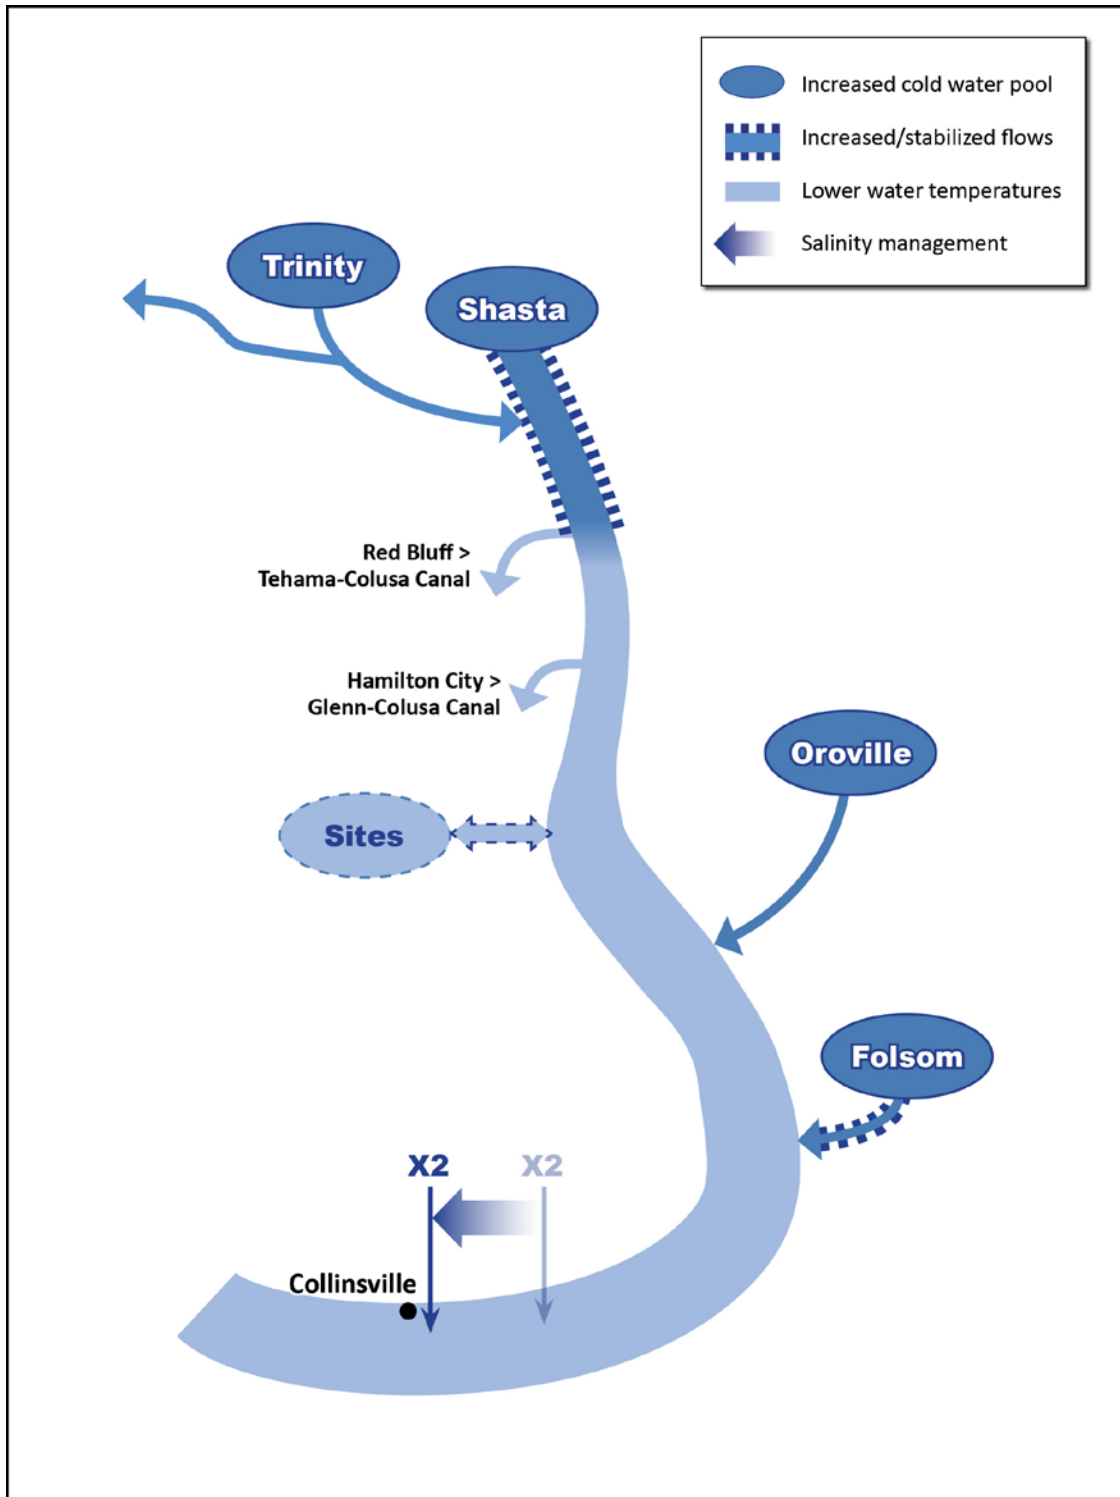 Increased cold water pool
Increased/stabilized flows
Lower water temperatures
Salinity management
Trinity
Shasta
Red Bluff >
Tehama-Colusa Canal
Hamilton City >
Glenn-Colusa Canal
Oroville
Sites
Folsom
X2 X2
Collinsville